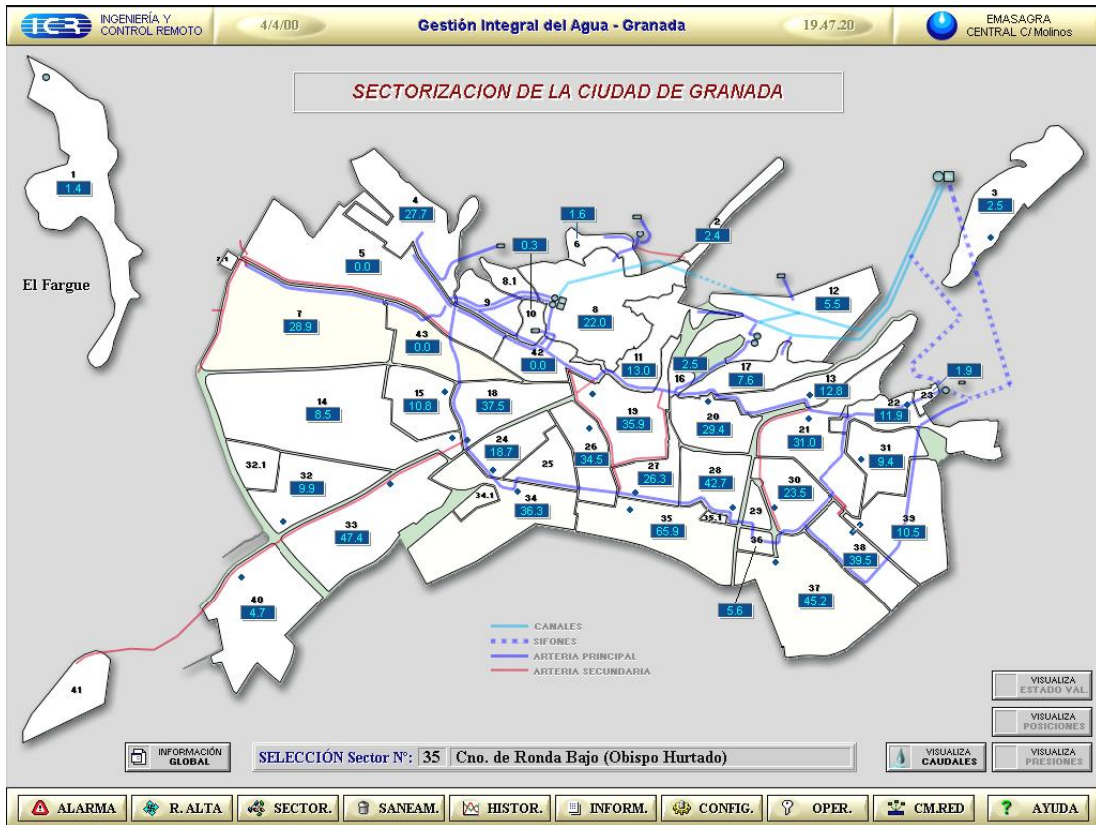 ICR INGENIERÍA Y CONTROL REMOTO
4/4/00
Gestión Integral del Agua - Granada
19.47.20
EMASAGRA
CENTRAL C/ Molinos
SECTORIZACION DE LA CIUDAD DE GRANADA
1
1.4
El Fargue
4
27.7
1.6
6
2
2.4
3
2.5
5
0.0
0.3
7.1
8.1
9
10
8
22.0
12
5.5
7
28.9
43
0.0
42
0.0
11
13.0
2.5
16
17
7.6
13
12.8
1.9
14
8.5
15
10.8
18
37.5
19
35.9
20
29.4
21
31.0
22
11.9
23
24
18.7
25
26
34.5
27
26.3
28
42.7
30
23.5
31
9.4
32.1
32
9.9
34.1
34
36.3
35
65.9
35.1
29
36
39
10.5
33
47.4
38
39.5
40
4.7
5.6
37
45.2
41
CANALES
SIFONES
ARTERIA PRINCIPAL
ARTERIA SECUNDARIA
VISUALIZA
ESTADO VAL.
VISUALIZA
POSICIONES
INFORMACIÓN
GLOBAL
SELECCIÓN Sector Nº: 35 Cno. de Ronda Bajo (Obispo Hurtado)
VISUALIZA
CAUDALES
VISUALIZA
PRESIONES
ALARMA
R. ALTA
SECTOR.
SANEAM.
HISTOR.
INFORM.
CONFIG.
OPER.
CM.RED
AYUDA